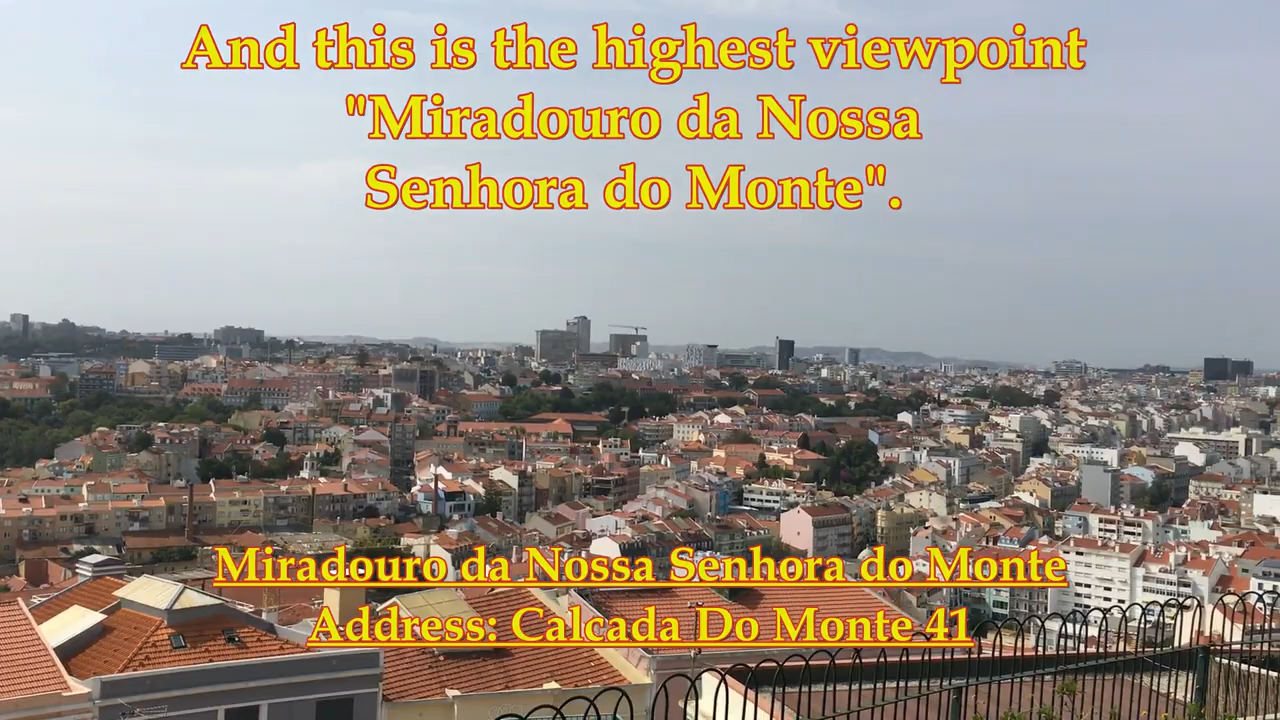 And this is the highest viewpoint
"Miradouro da Nossa
Senhora do Monte".
Miradouro da Nossa Senhora do Monte
Address: Calcada Do Monte 41